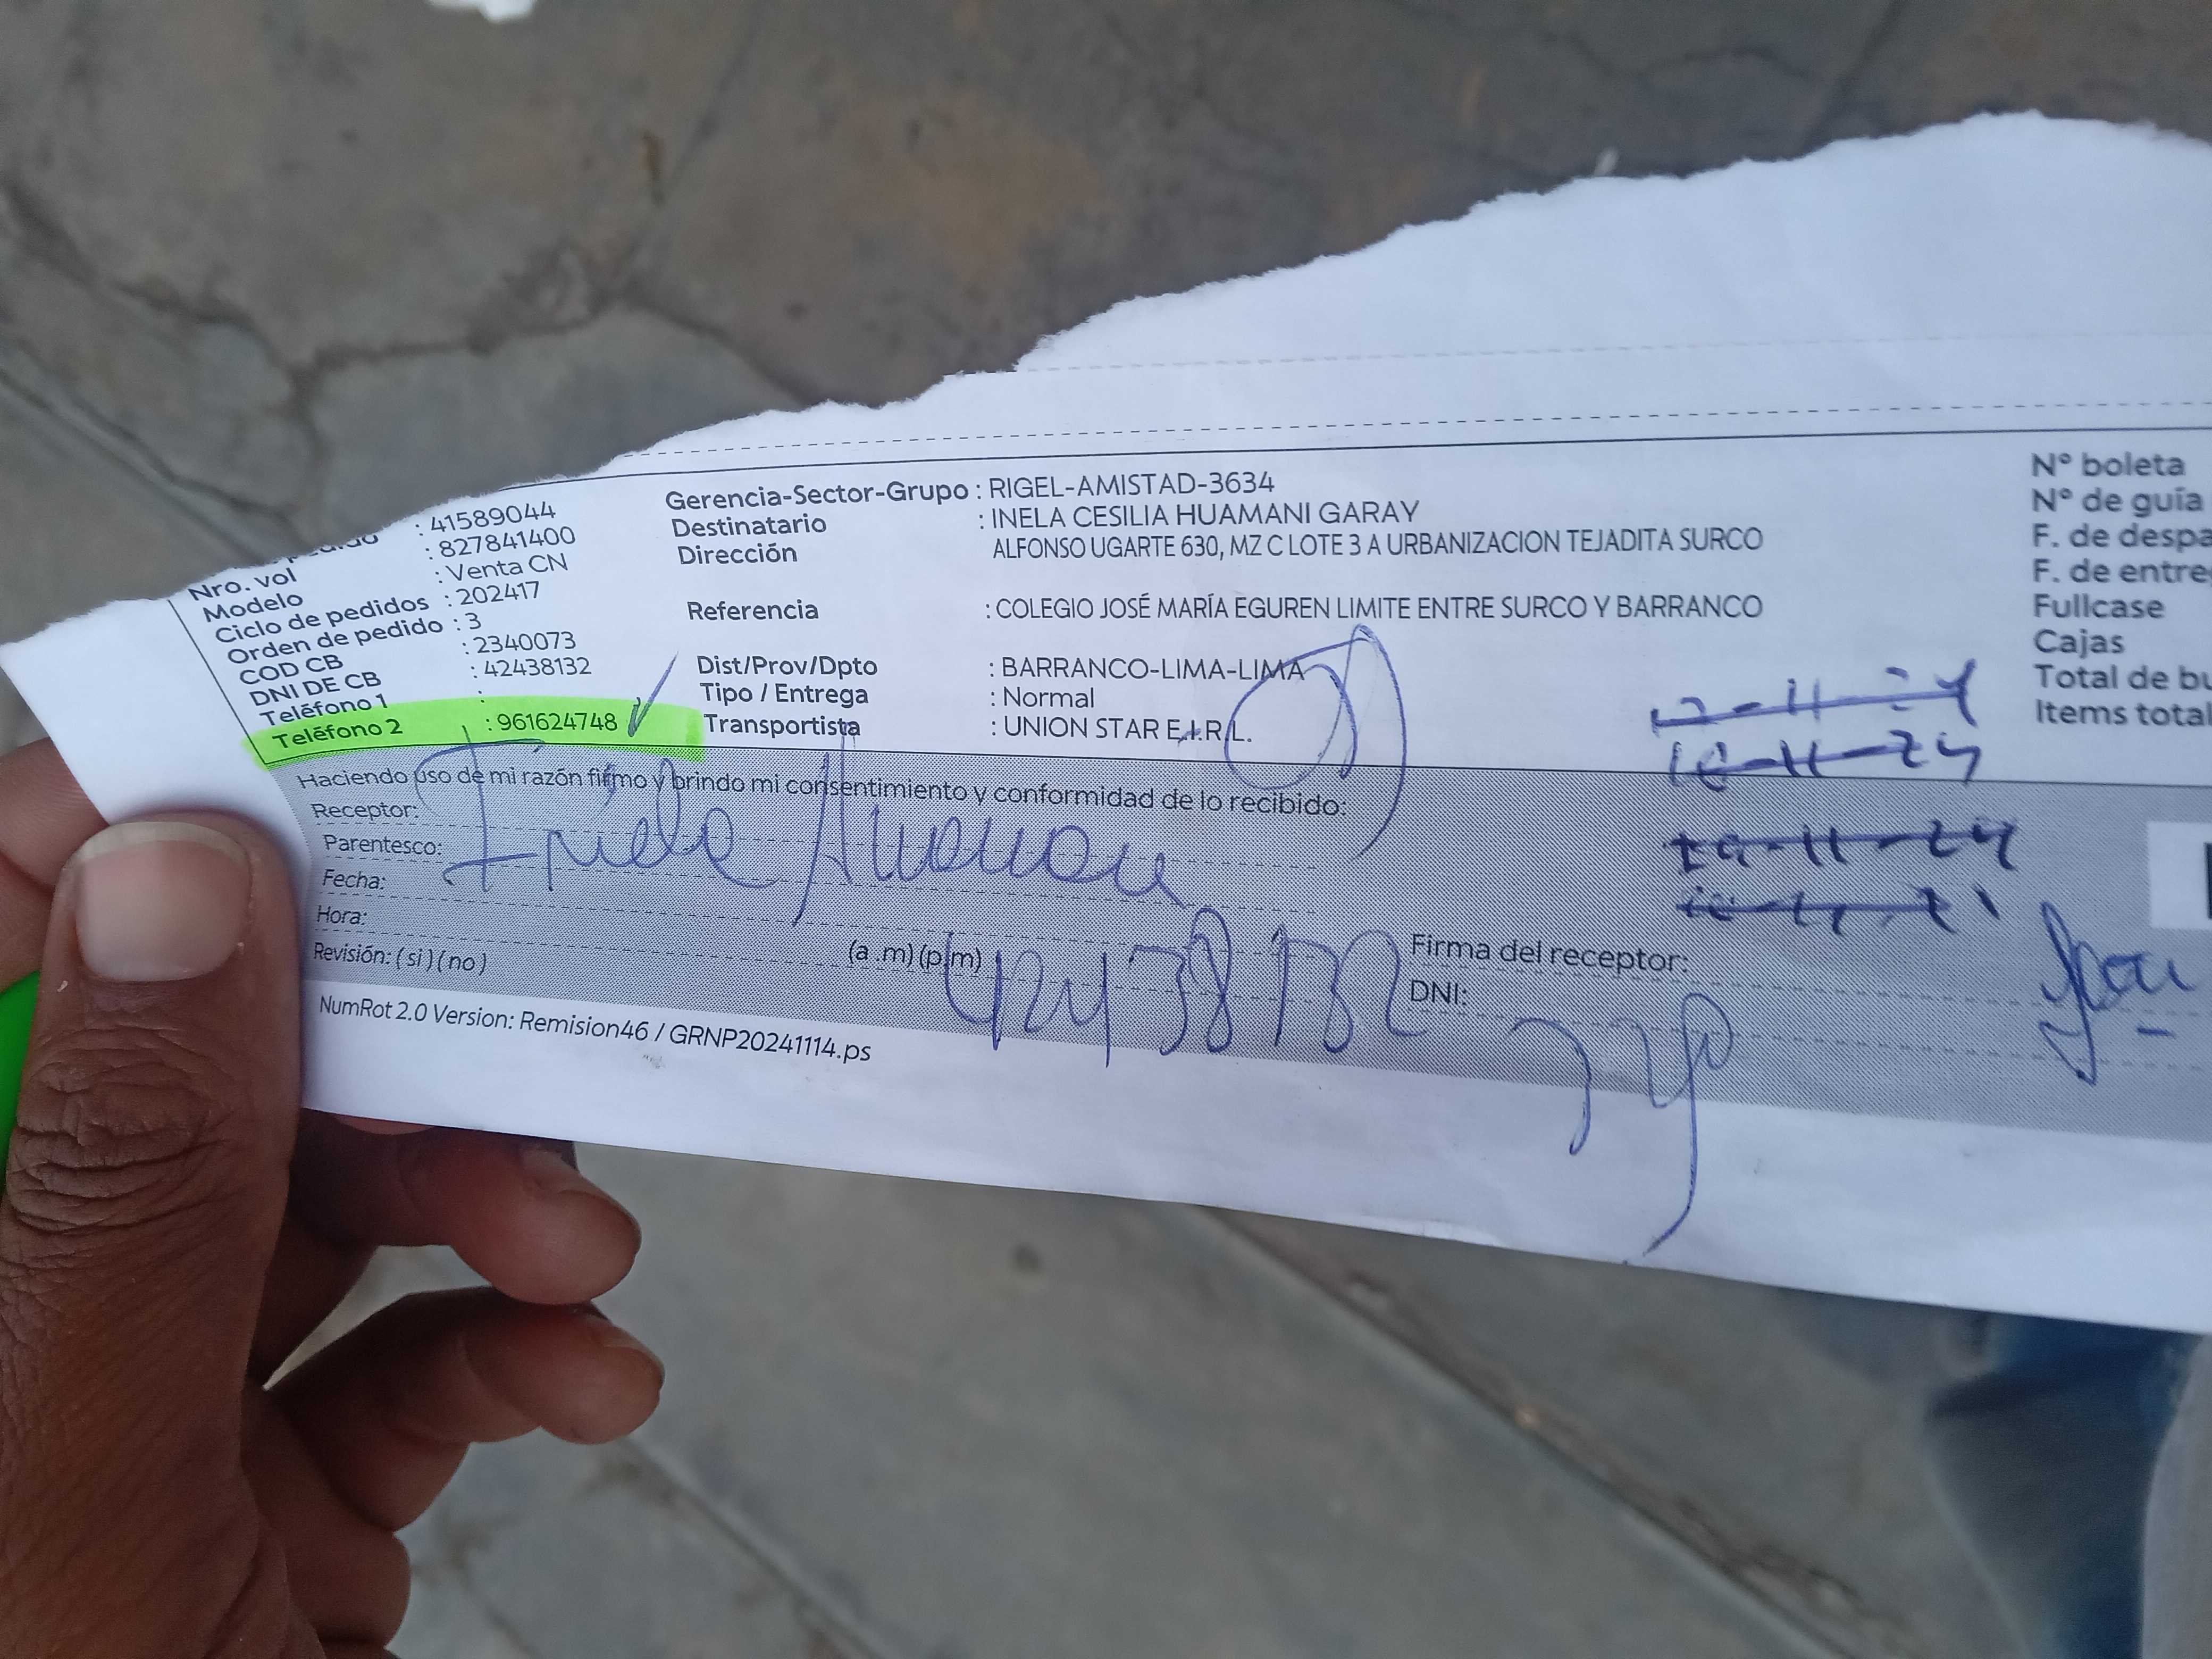 : 41589044
Nro. vol : 827841400
Modelo : Venta CN
Ciclo de pedidos : 202417
Orden de pedido : 3
COD CB : 2340073
DNI DE CB : 42438132
Teléfono 1 :
Teléfono 2 : 961624748
Gerencia-Sector-Grupo : RIGEL-AMISTAD-3634
Destinatario : INELA CESILIA HUAMANI GARAY
Dirección ALFONSO UGARTE 630, MZ C LOTE 3 A URBANIZACION TEJADITA SURCO
Referencia : COLEGIO JOSÉ MARÍA EGUREN LIMITE ENTRE SURCO Y BARRANCO
Dist/Prov/Dpto : BARRANCO-LIMA-LIMA
Tipo / Entrega : Normal
Transportista : UNION STAR E.I.R.L.
N° boleta
N° de guía
F. de despa
F. de entre
Fullcase
Cajas
Total de bu
Items total
Haciendo uso de mi razón firmo y brindo mi consentimiento y conformidad de lo recibido:
Receptor:
Parentesco:
Fecha:
Hora: (a .m) (p.m)
Revisión: ( si ) ( no )
42438132
Firma del receptor:
DNI:
NumRot 2.0 Version: Remision46 / GRNP20241114.ps